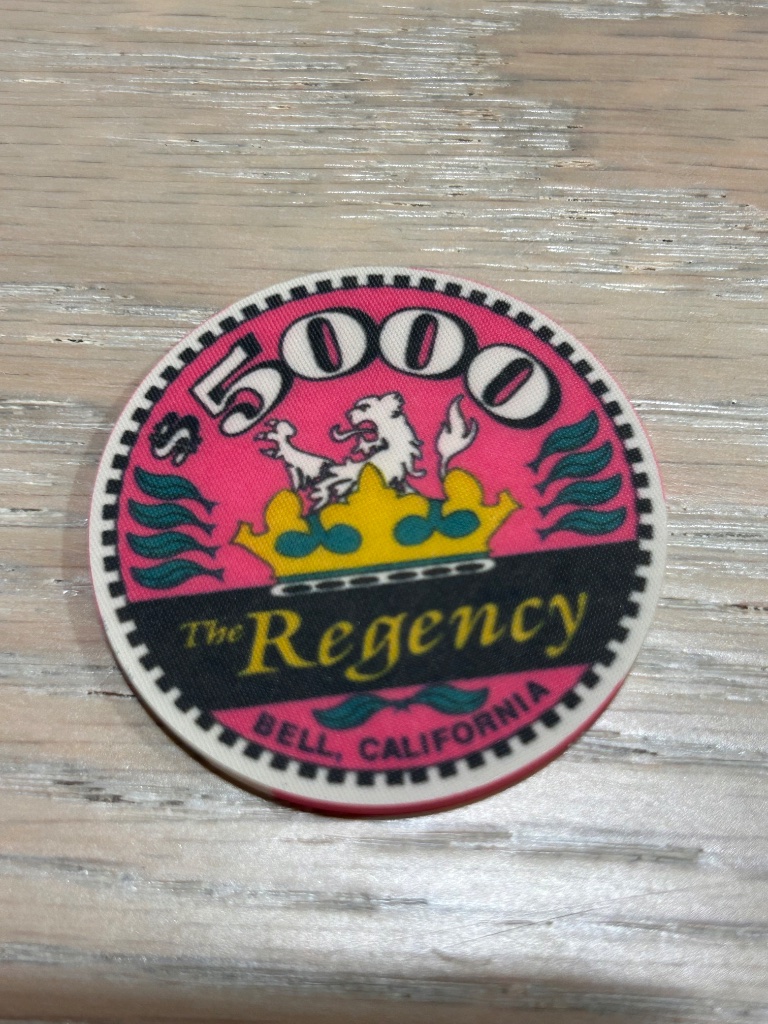 $5000
The Regency
BELL, CALIFORNIA